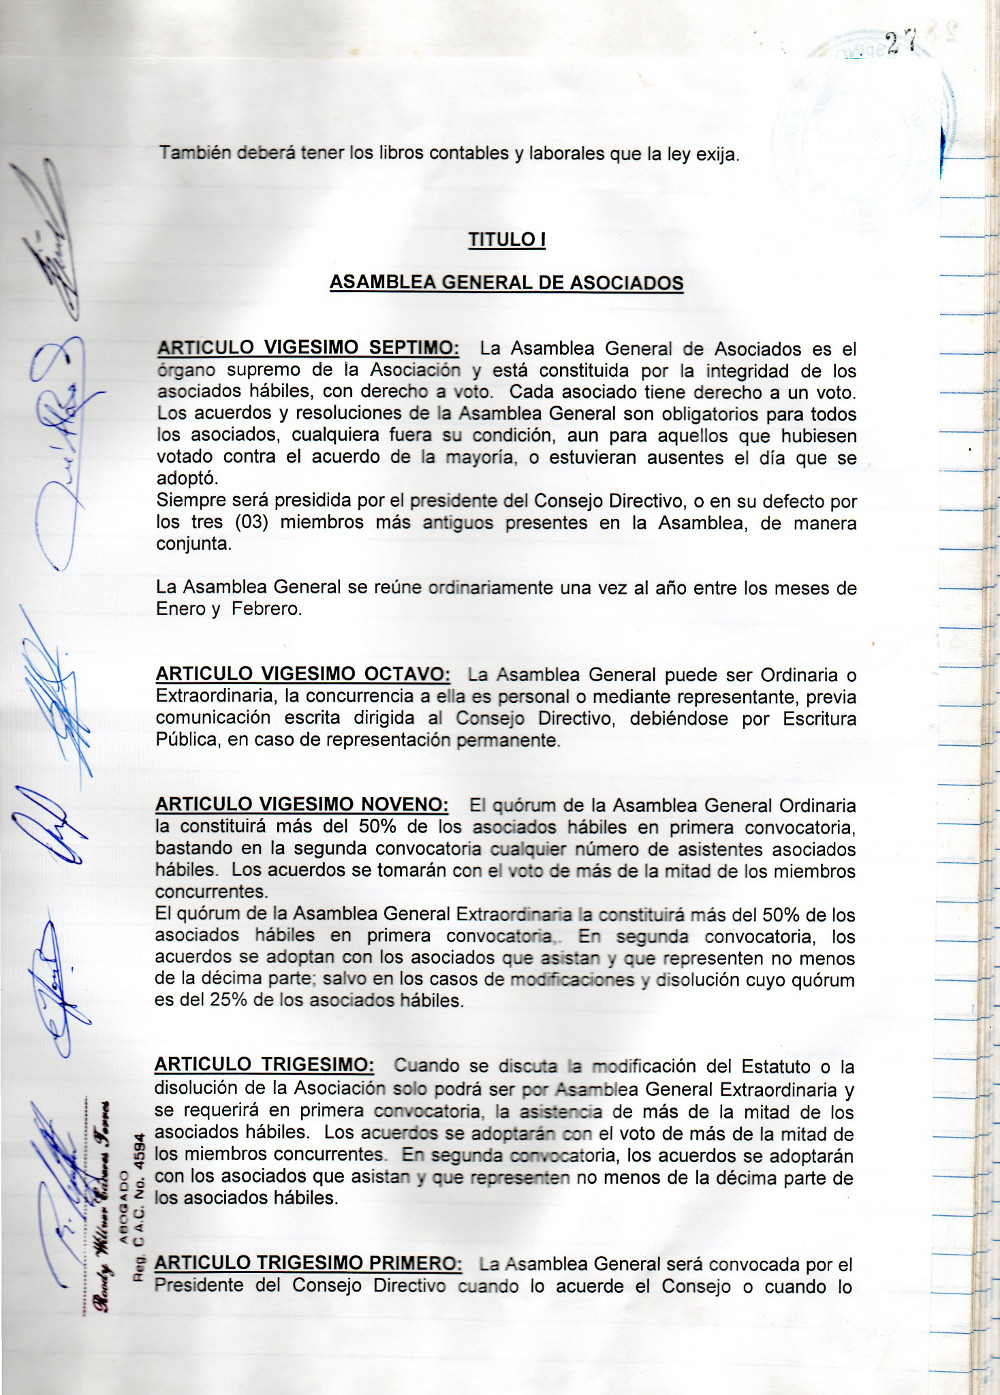 27
También deberá tener los libros contables y laborales que la ley exija.
TITULO I
ASAMBLEA GENERAL DE ASOCIADOS
ARTICULO VIGESIMO SEPTIMO: La Asamblea General de Asociados es el
órgano supremo de la Asociación y está constituida por la integridad de los
asociados hábiles, con derecho a voto. Cada asociado tiene derecho a un voto.
Los acuerdos y resoluciones de la Asamblea General son obligatorios para todos
los asociados, cualquiera fuera su condición, aun para aquellos que hubiesen
votado contra el acuerdo de la mayoría, o estuvieran ausentes el día que se
adoptó.
Siempre será presidida por el presidente del Consejo Directivo, o en su defecto por
los tres (03) miembros más antiguos presentes en la Asamblea, de manera
conjunta.
La Asamblea General se reúne ordinariamente una vez al año entre los meses de
Enero y Febrero.
ARTICULO VIGESIMO OCTAVO: La Asamblea General puede ser Ordinaria o
Extraordinaria, la concurrencia a ella es personal o mediante representante, previa
comunicación escrita dirigida al Consejo Directivo, debiéndose por Escritura
Pública, en caso de representación permanente.
ARTICULO VIGESIMO NOVENO: El quórum de la Asamblea General Ordinaria
la constituirá más del 50% de los asociados hábiles en primera convocatoria,
bastando en la segunda convocatoria cualquier número de asistentes asociados
hábiles. Los acuerdos se tomarán con el voto de más de la mitad de los miembros
concurrentes.
El quórum de la Asamblea General Extraordinaria la constituirá más del 50% de los
asociados hábiles en primera convocatoria,. En segunda convocatoria, los
acuerdos se adoptan con los asociados que asistan y que representen no menos
de la décima parte; salvo en los casos de modificaciones y disolución cuyo quórum
es del 25% de los asociados hábiles.
ARTICULO TRIGESIMO: Cuando se discuta la modificación del Estatuto o la
disolución de la Asociación solo podrá ser por Asamblea General Extraordinaria y
se requerirá en primera convocatoria, la asistencia de más de la mitad de los
asociados hábiles. Los acuerdos se adoptarán con el voto de más de la mitad de
los miembros concurrentes. En segunda convocatoria, los acuerdos se adoptarán
con los asociados que asistan y que representen no menos de la décima parte de
los asociados hábiles.
ARTICULO TRIGESIMO PRIMERO: La Asamblea General será convocada por el
Presidente del Consejo Directivo cuando lo acuerde el Consejo o cuando lo
Torres
ABOGADO
Reg. C.A.C. No. 4594